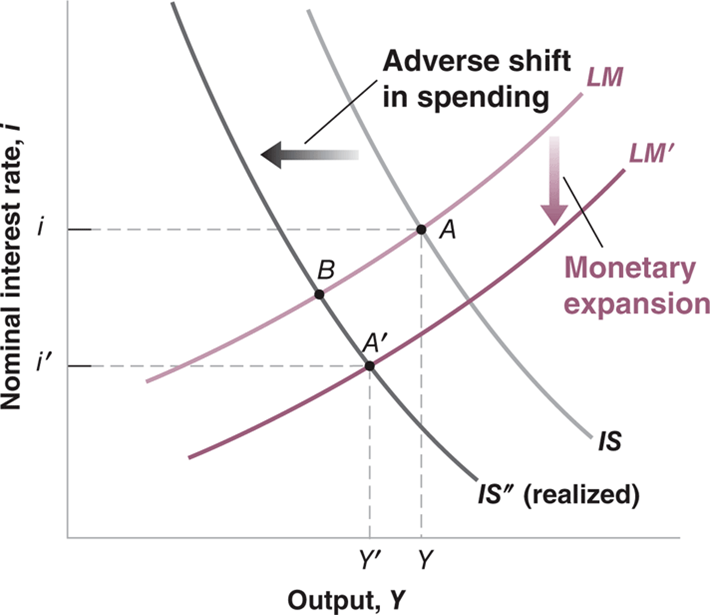 Adverse shift
in spending
LM
LM′
Nominal interest rate, i
i
A
B
Monetary
expansion
A′
i′
IS
IS″ (realized)
Y′
Y
Output, Y